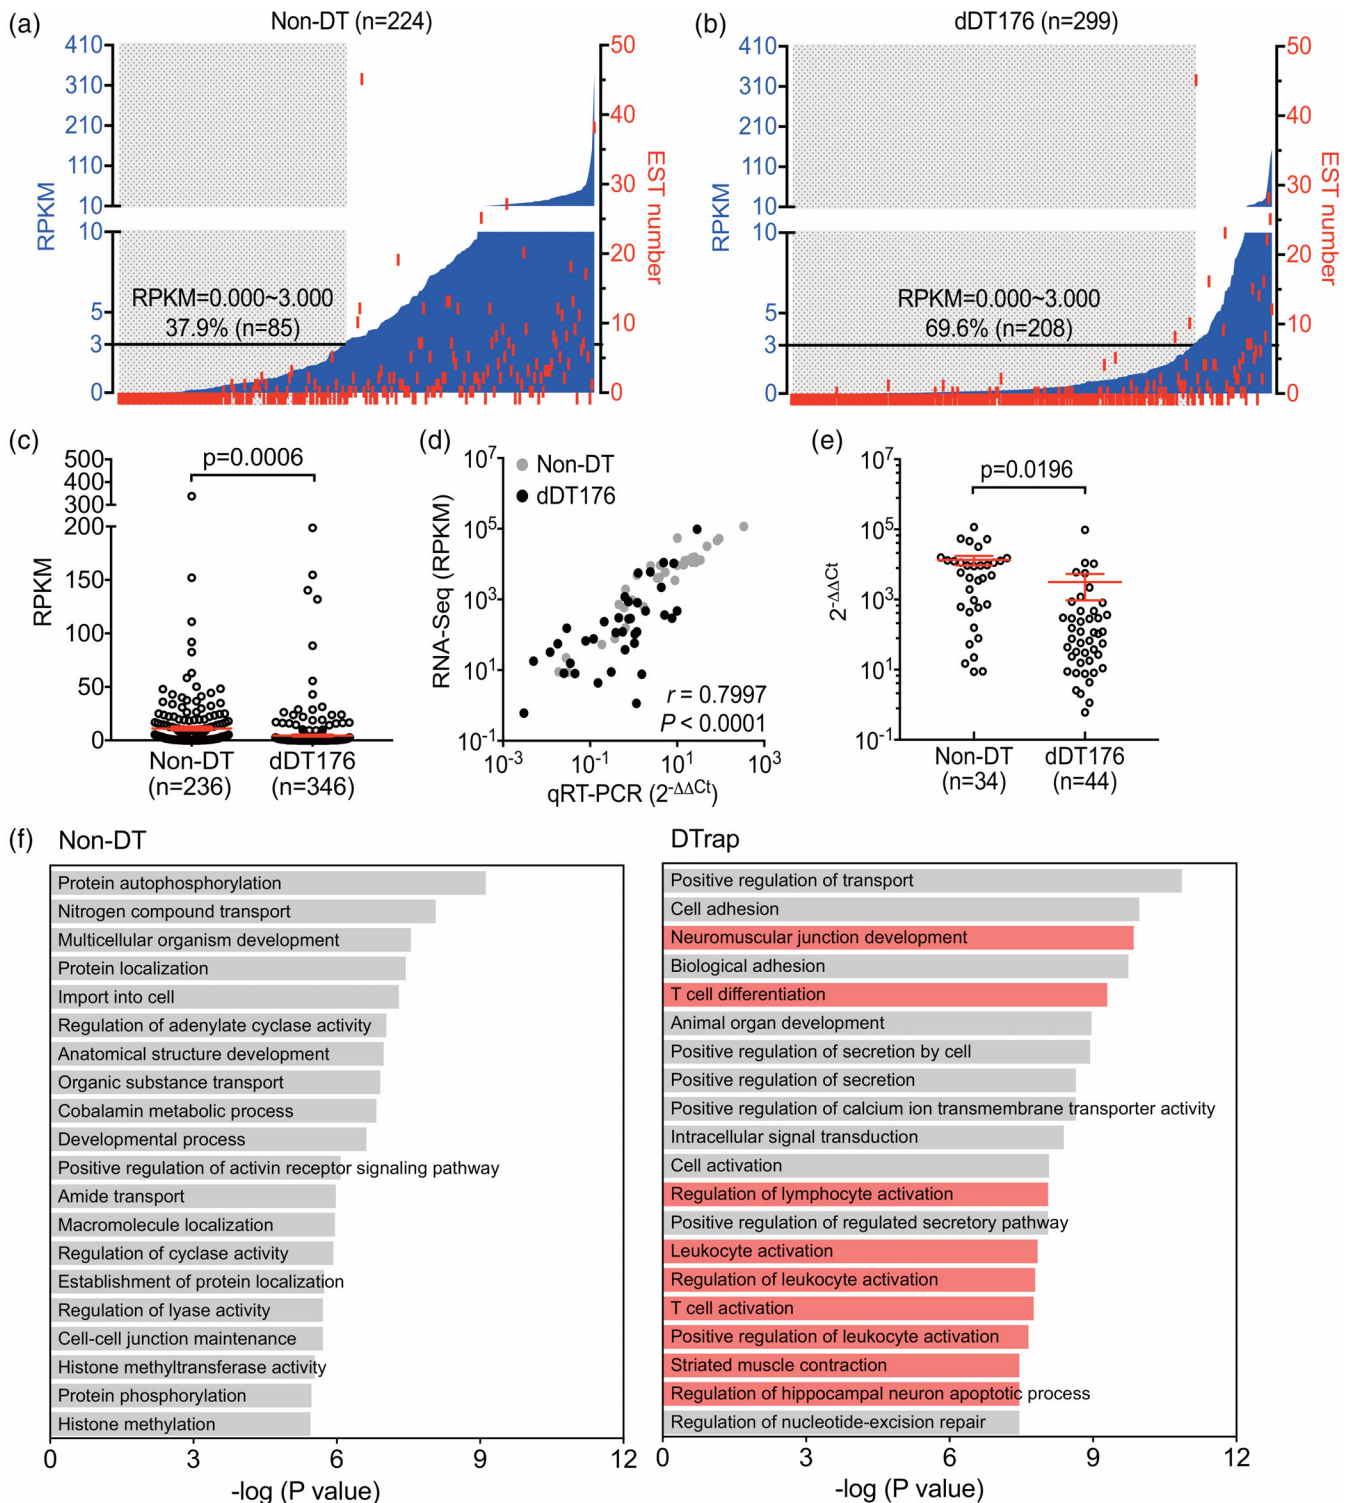 (a)
Non-DT (n=224)
410
310
210
110
10
10
5
3
0
RPKM
RPKM=0.000~3.000
37.9% (n=85)
50
40
30
20
10
0
EST number
(b)
dDT176 (n=299)
410
310
210
110
10
10
5
3
0
RPKM
RPKM=0.000~3.000
69.6% (n=208)
50
40
30
20
10
0
EST number
(c)
p=0.0006
500
400
300
200
150
100
50
0
RPKM
Non-DT
(n=236)
dDT176
(n=346)
(d)
Non-DT
dDT176
10⁷
10⁵
10³
10¹
10⁻¹
RNA-Seq (RPKM)
r = 0.7997
P < 0.0001
10⁻³ 10⁻¹ 10¹ 10³
qRT-PCR (2⁻ΔΔCt)
(e)
p=0.0196
10⁷
10⁵
10³
10¹
10⁻¹
2⁻ΔΔCt
Non-DT
(n=34)
dDT176
(n=44)
(f)
Non-DT
Protein autophosphorylation
Nitrogen compound transport
Multicellular organism development
Protein localization
Import into cell
Regulation of adenylate cyclase activity
Anatomical structure development
Organic substance transport
Cobalamin metabolic process
Developmental process
Positive regulation of activin receptor signaling pathway
Amide transport
Macromolecule localization
Regulation of cyclase activity
Establishment of protein localization
Regulation of lyase activity
Cell-cell junction maintenance
Histone methyltransferase activity
Protein phosphorylation
Histone methylation
0 3 6 9 12
-log (P value)
DTrap
Positive regulation of transport
Cell adhesion
Neuromuscular junction development
Biological adhesion
T cell differentiation
Animal organ development
Positive regulation of secretion by cell
Positive regulation of secretion
Positive regulation of calcium ion transmembrane transporter activity
Intracellular signal transduction
Cell activation
Regulation of lymphocyte activation
Positive regulation of regulated secretory pathway
Leukocyte activation
Regulation of leukocyte activation
T cell activation
Positive regulation of leukocyte activation
Striated muscle contraction
Regulation of hippocampal neuron apoptotic process
Regulation of nucleotide-excision repair
0 3 6 9 12
-log (P value)